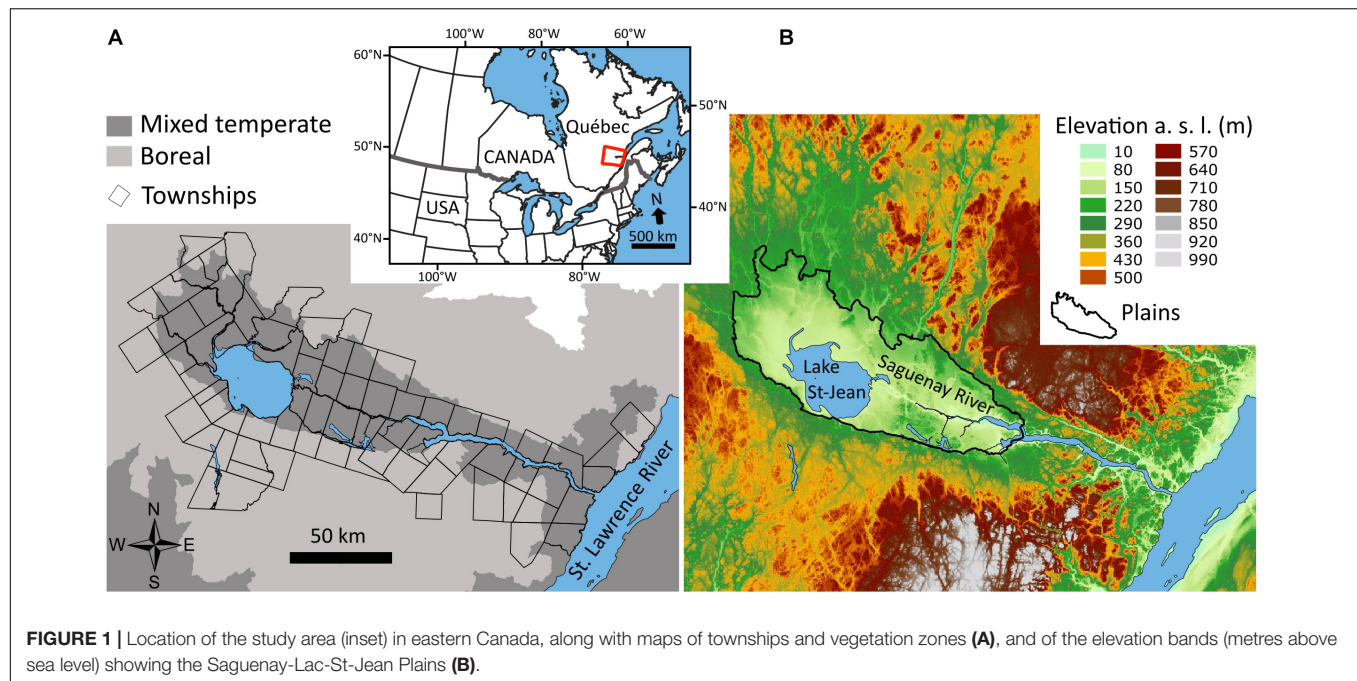 A
Mixed temperate
Boreal
Townships
100°W 80°W 60°W
60°N
50°N
40°N
50°N
40°N
100°W 80°W
Québec
CANADA
USA
N
500 km
N
W E
S
50 km
St. Lawrence River
B
Elevation a. s. l. (m)
10 570
80 640
150 710
220 780
290 850
360 920
430 990
500
Plains
Lake
St-Jean
Saguenay River
FIGURE 1 | Location of the study area (inset) in eastern Canada, along with maps of townships and vegetation zones (A), and of the elevation bands (metres above
sea level) showing the Saguenay-Lac-St-Jean Plains (B).